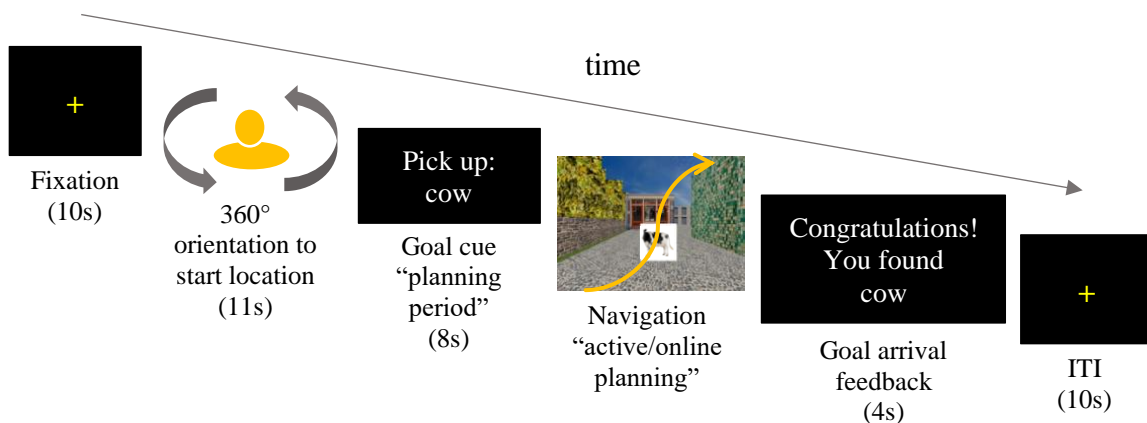 time
+
Fixation
(10s)
360°
orientation to
start location
(11s)
Pick up:
cow
Goal cue
“planning
period”
(8s)
Navigation
“active/online
planning”
Congratulations!
You found
cow
Goal arrival
feedback
(4s)
+
ITI
(10s)